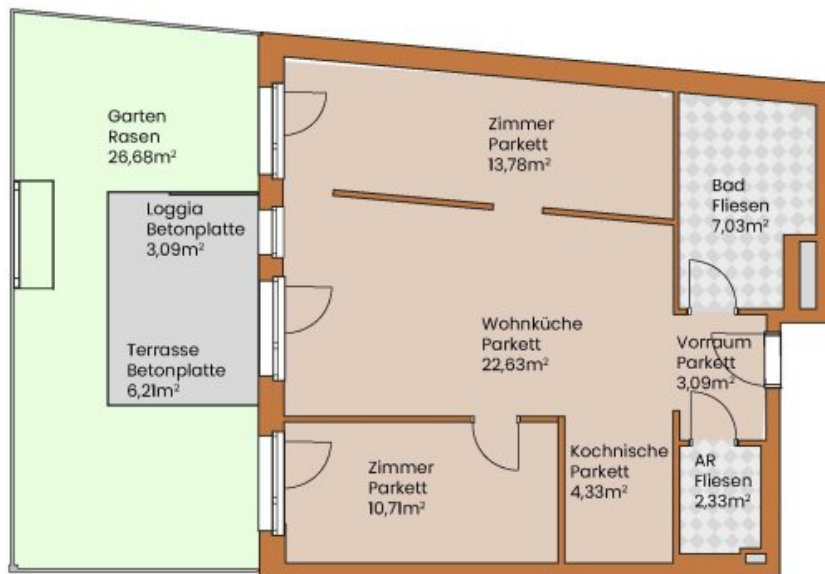 Garten
Rasen
26,68m²
Zimmer
Parkett
13,78m²
Bad
Fliesen
7,03m²
Loggia
Betonplatte
3,09m²
Wohnküche
Parkett
22,63m²
Vorraum
Parkett
3,09m²
Terrasse
Betonplatte
6,21m²
Zimmer
Parkett
10,71m²
Kochnische
Parkett
4,33m²
AR
Fliesen
2,33m²